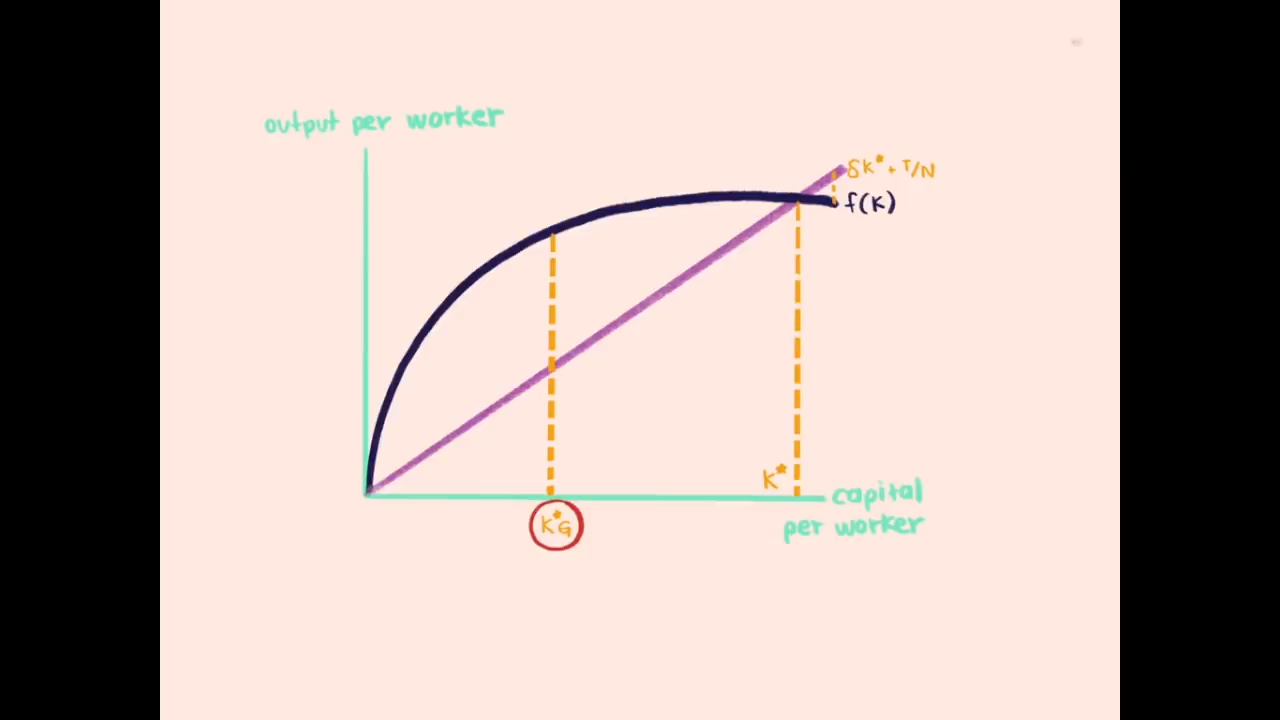 output per worker
δK* + T/N
f(K)
K*
capital
per worker
K*G